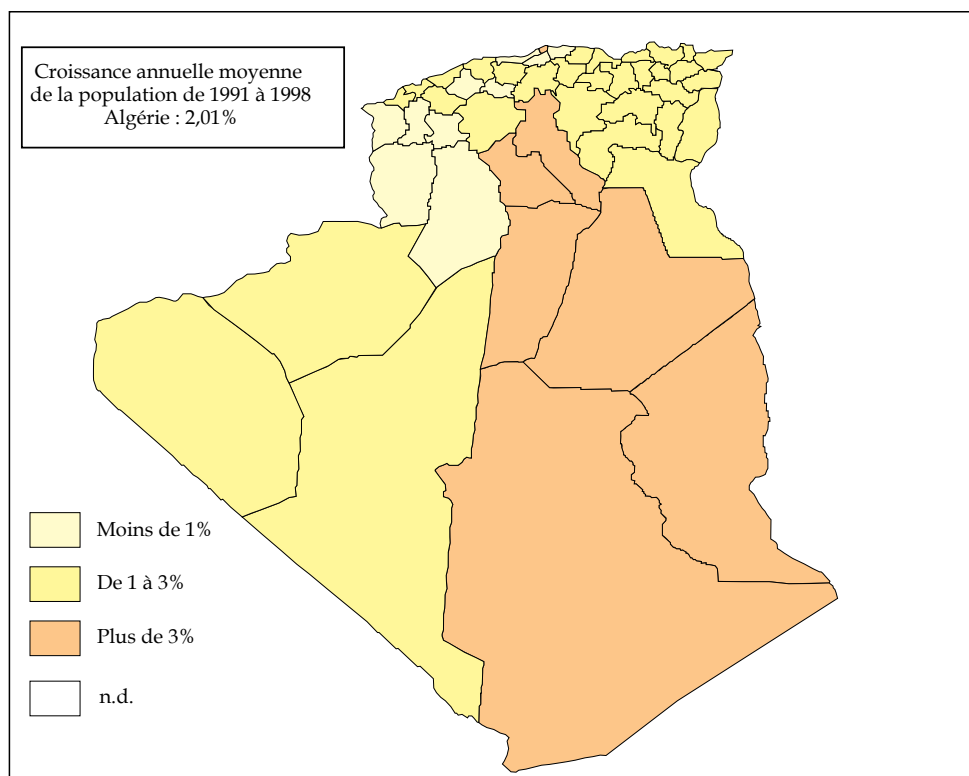 Croissance annuelle moyenne
de la population de 1991 à 1998
Algérie : 2,01%
Moins de 1%
De 1 à 3%
Plus de 3%
n.d.